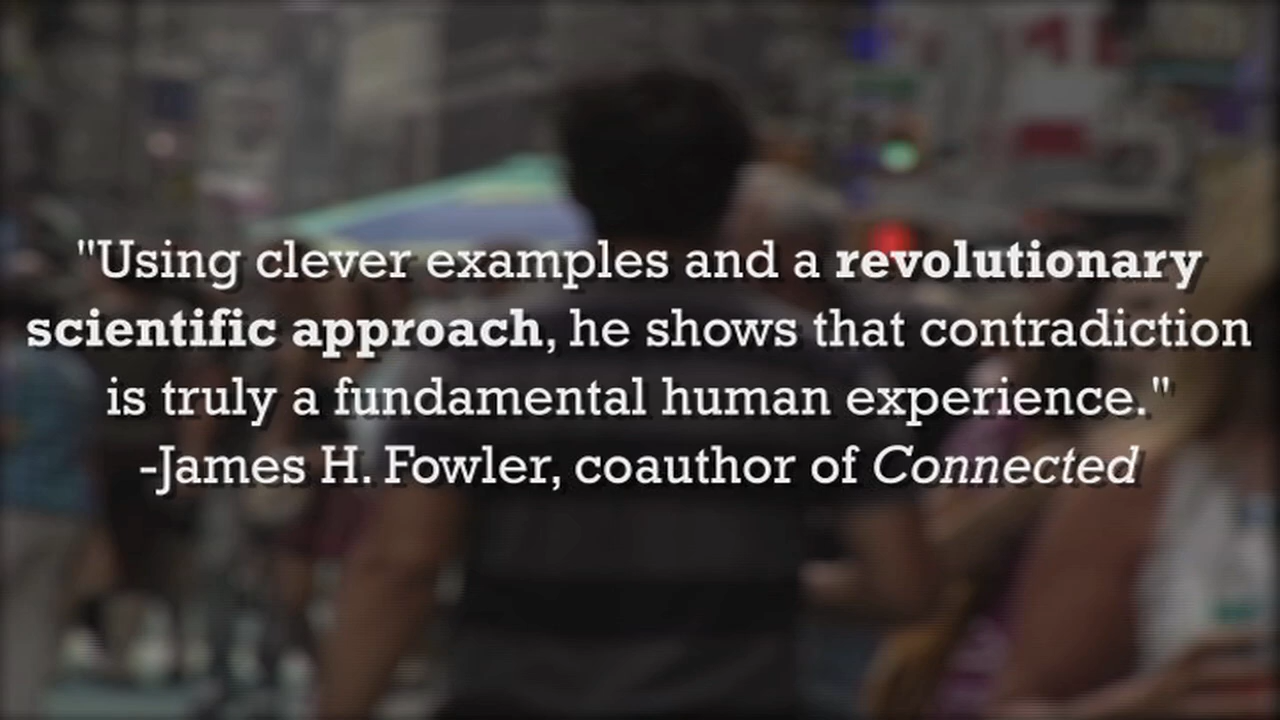 "Using clever examples and a revolutionary
scientific approach, he shows that contradiction
is truly a fundamental human experience."
-James H. Fowler, coauthor of Connected